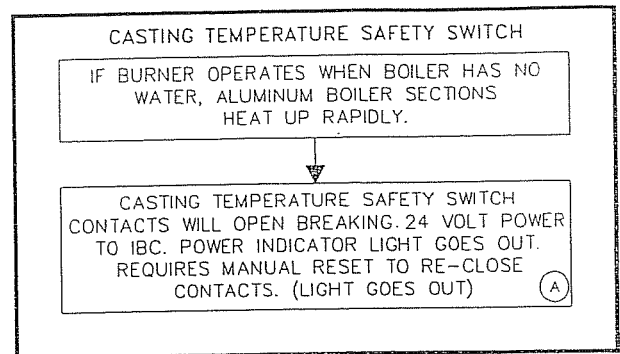 CASTING TEMPERATURE SAFETY SWITCH
IF BURNER OPERATES WHEN BOILER HAS NO
WATER, ALUMINUM BOILER SECTIONS
HEAT UP RAPIDLY.
CASTING TEMPERATURE SAFETY SWITCH
CONTACTS WILL OPEN BREAKING. 24 VOLT POWER
TO IBC. POWER INDICATOR LIGHT GOES OUT.
REQUIRES MANUAL RESET TO RE-CLOSE
CONTACTS. (LIGHT GOES OUT)
A